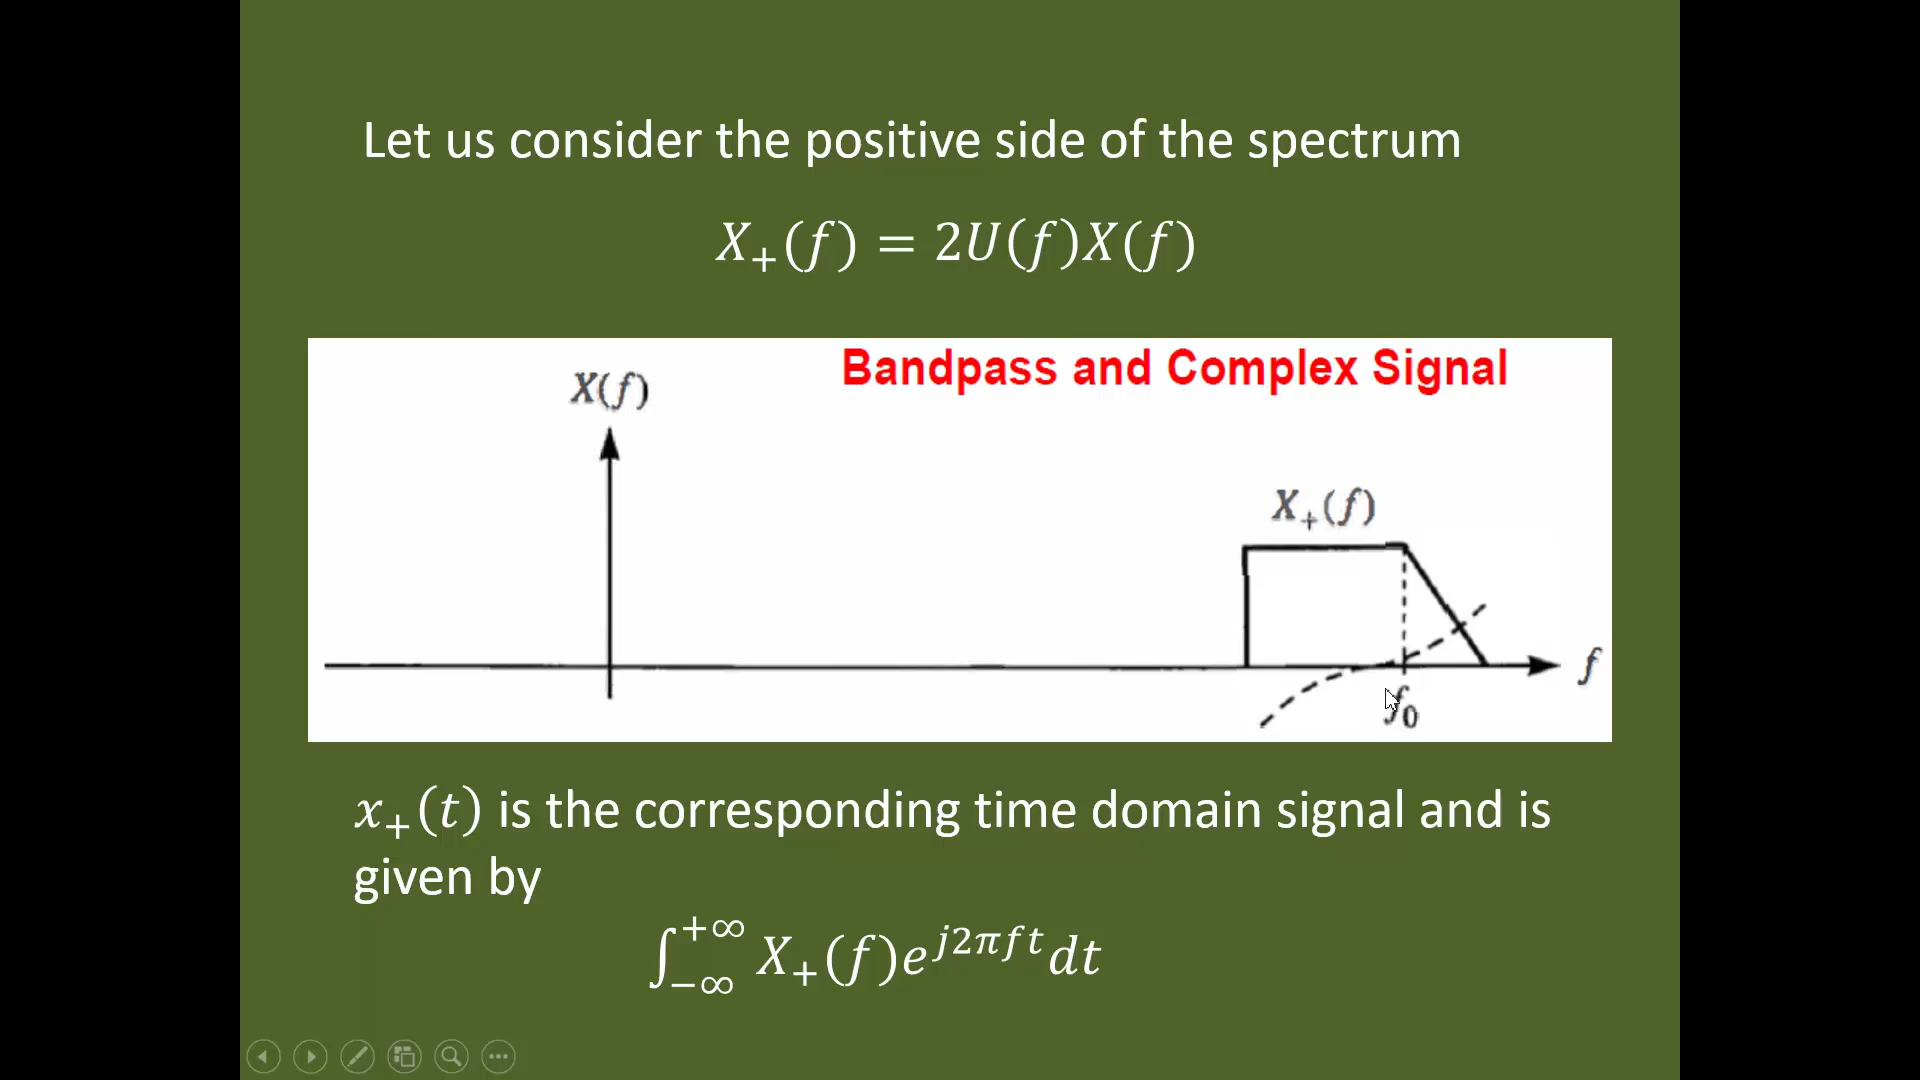 Let us consider the positive side of the spectrum
X₊(f) = 2U(f)X(f)
Bandpass and Complex Signal
X(f)
X₊(f)
f
f₀
x₊(t) is the corresponding time domain signal and is
given by
∫₋∞⁺∞ X₊(f)e^{j2πft}dt